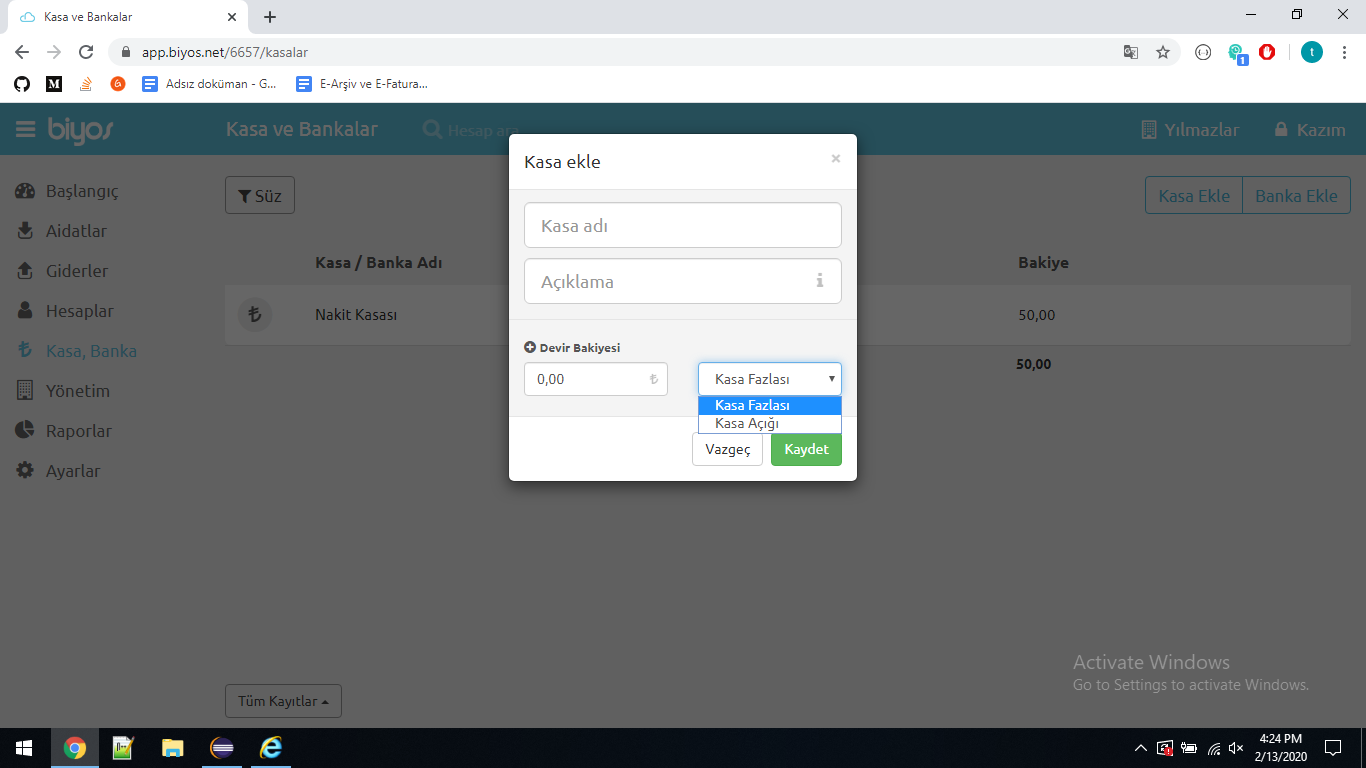 Kasa ve Bankalar
app.biyos.net/6657/kasalar
t
1
M
Adsız doküman - G...
E-Arşiv ve E-Fatura...
biyos
Kasa ve Bankalar
Hesap ara
Yılmazlar
Kazım
Kasa ekle
×
Başlangıç
Aidatlar
Giderler
Hesaplar
Kasa, Banka
Yönetim
Raporlar
Ayarlar
Süz
Kasa Ekle
Banka Ekle
Kasa adı
Açıklama
Kasa / Banka Adı
Bakiye
₺
Nakit Kasası
50,00
50,00
Devir Bakiyesi
0,00
₺
Kasa Fazlası
Kasa Fazlası
Kasa Açığı
Vazgeç
Kaydet
Tüm Kayıtlar
Activate Windows
Go to Settings to activate Windows.
4:24 PM
2/13/2020